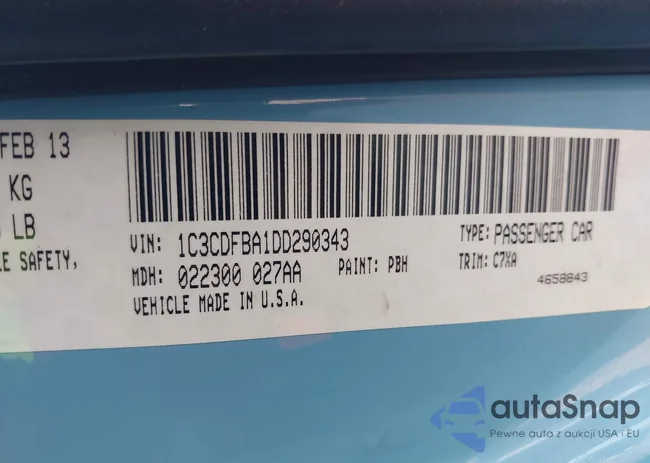 FEB 13
KG
LB
LE SAFETY,
VIN: 1C3CDFBA1DD290343
TYPE: PASSENGER CAR
MDH: 022300 027AA
PAINT: PBH
TRIM: C7XA
VEHICLE MADE IN U.S.A.
4658843
autaSnap
Pewne auta z aukcji USA i EU